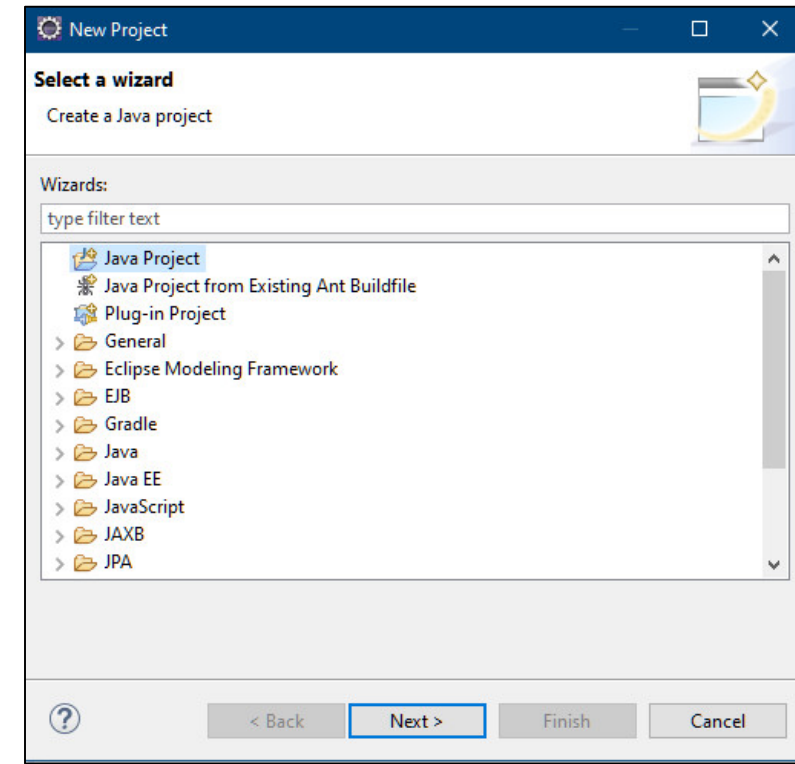 New Project
Select a wizard
Create a Java project
Wizards:
type filter text
Java Project
Java Project from Existing Ant Buildfile
Plug-in Project
General
Eclipse Modeling Framework
EJB
Gradle
Java
Java EE
JavaScript
JAXB
JPA
? < Back Next > Finish Cancel